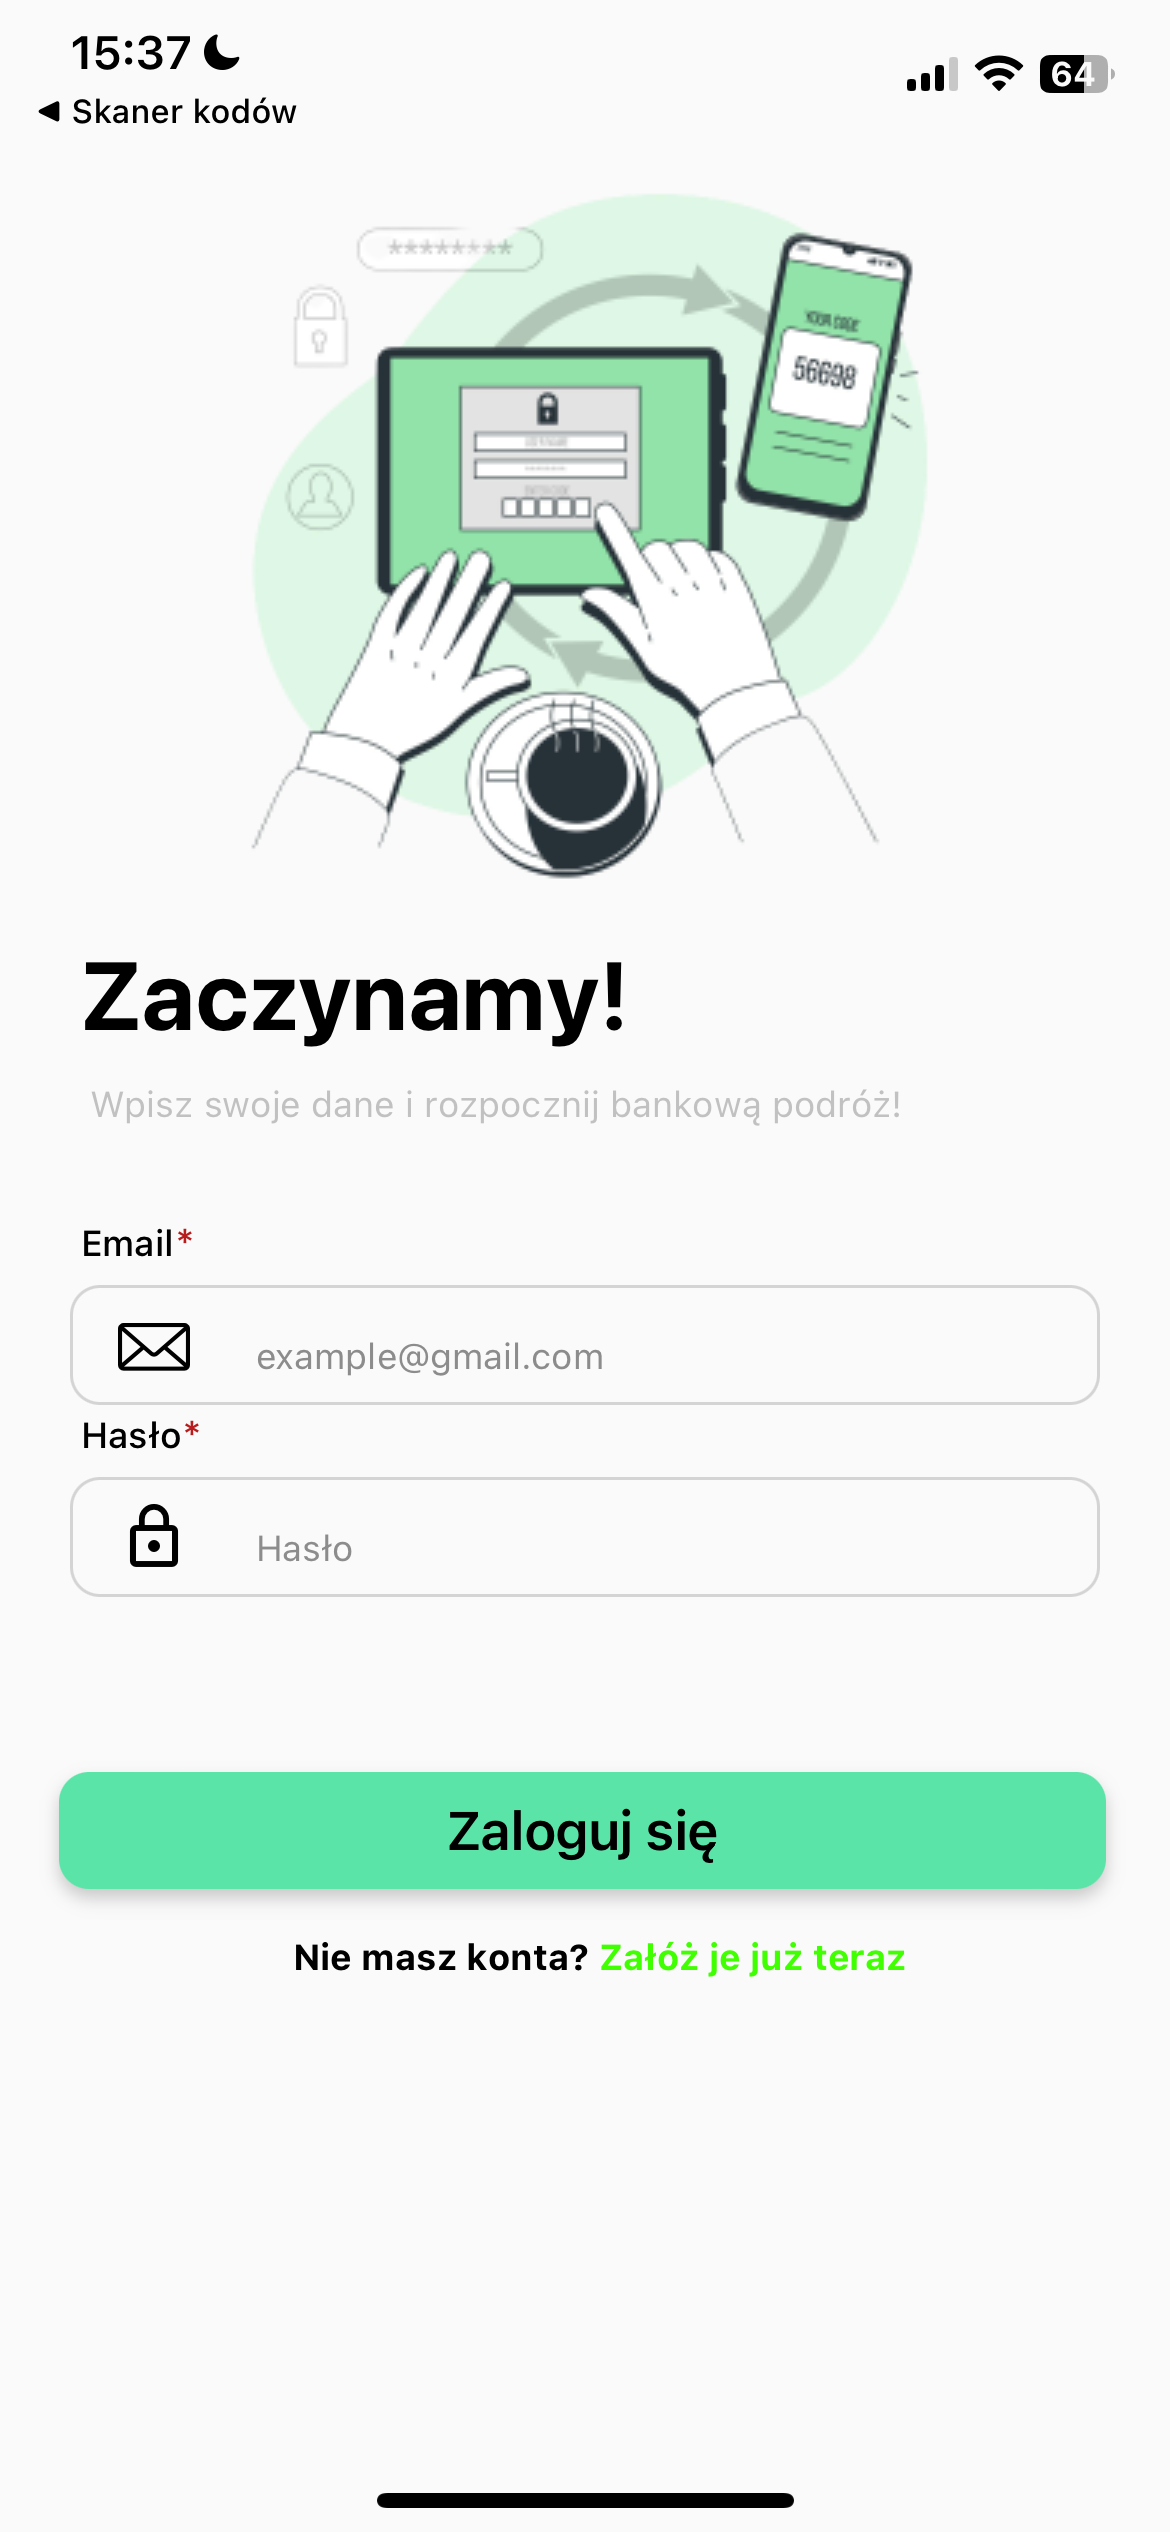 15:37
64
Skaner kodów
********
YOUR CODE
56698
Zaczynamy!
Wpisz swoje dane i rozpocznij bankową podróż!
Email*
example@gmail.com
Hasło*
Hasło
Zaloguj się
Nie masz konta? Załóż je już teraz